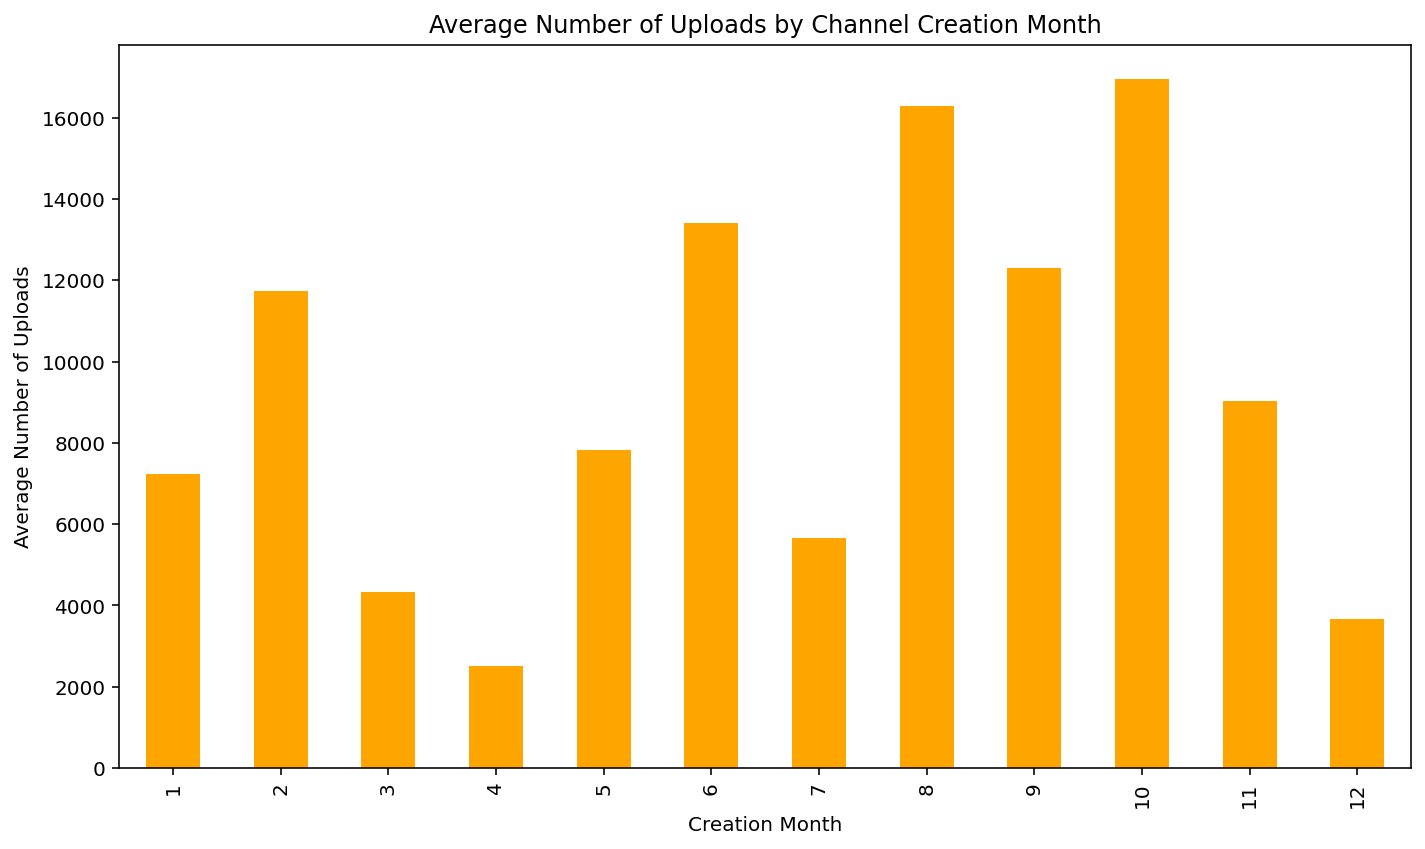 Average Number of Uploads by Channel Creation Month
Average Number of Uploads
16000
14000
12000
10000
8000
6000
4000
2000
0
1 2 3 4 5 6 7 8 9 10 11 12
Creation Month